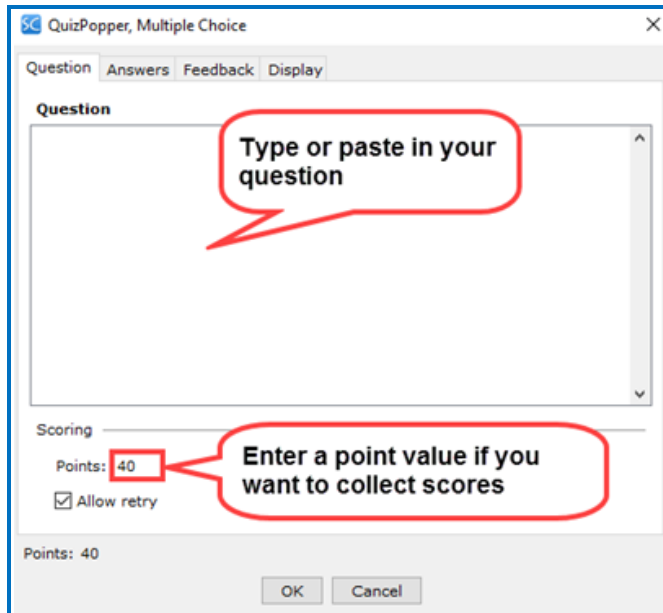 SC QuizPopper, Multiple Choice
Question Answers Feedback Display
Question
Type or paste in your
question
Scoring
Points: 40
Enter a point value if you
want to collect scores
Allow retry
Points: 40
OK Cancel